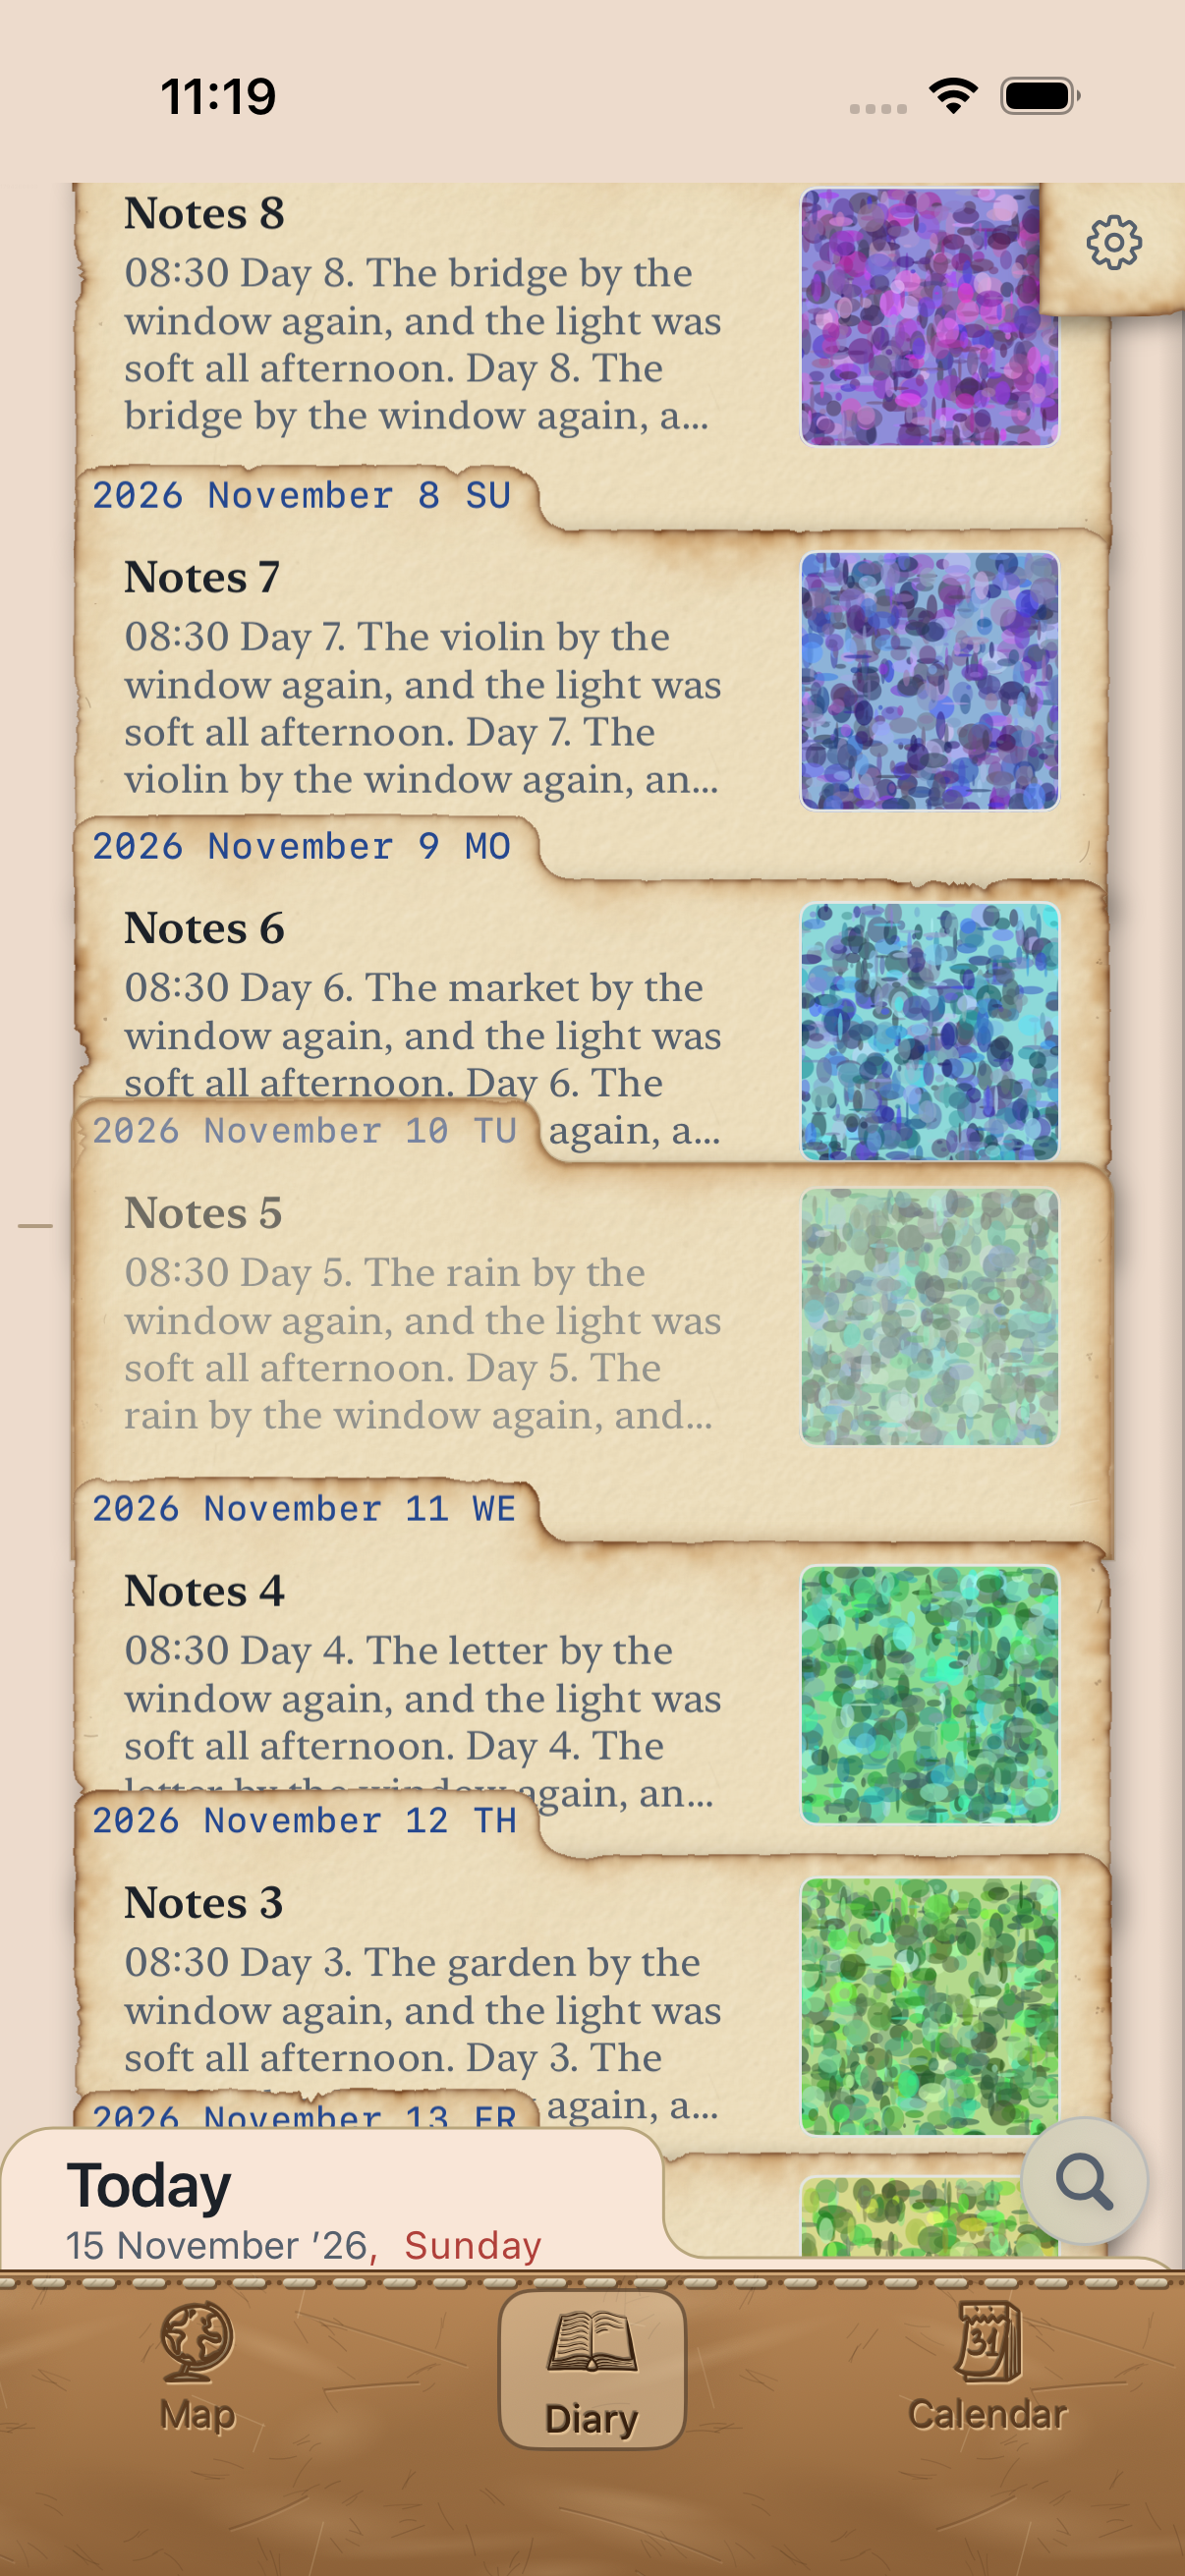 11:19
Notes 8
08:30 Day 8. The bridge by the
window again, and the light was
soft all afternoon. Day 8. The
bridge by the window again, a...
2026 November 8 SU
Notes 7
08:30 Day 7. The violin by the
window again, and the light was
soft all afternoon. Day 7. The
violin by the window again, an...
2026 November 9 MO
Notes 6
08:30 Day 6. The market by the
window again, and the light was
soft all afternoon. Day 6. The
again, a...
2026 November 10 TU
Notes 5
08:30 Day 5. The rain by the
window again, and the light was
soft all afternoon. Day 5. The
rain by the window again, and...
2026 November 11 WE
Notes 4
08:30 Day 4. The letter by the
window again, and the light was
soft all afternoon. Day 4. The
letter by the window again, an...
2026 November 12 TH
Notes 3
08:30 Day 3. The garden by the
window again, and the light was
soft all afternoon. Day 3. The
again, a...
2026 November 13 FR
Today
15 November ’26, Sunday
31
Map
Diary
Calendar